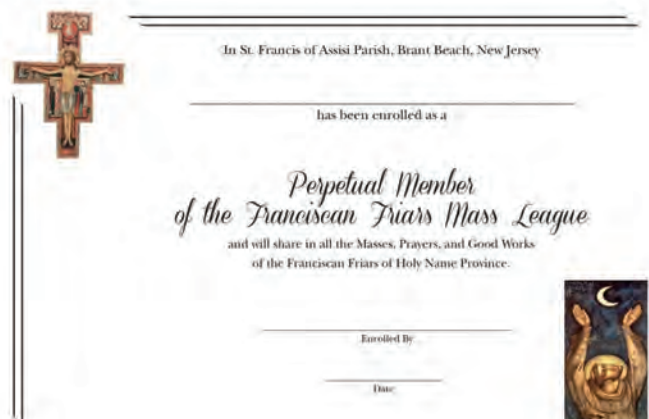 In St. Francis of Assisi Parish, Brant Beach, New Jersey
has been enrolled as a
Perpetual Member
of the Franciscan Friars Mass League
and will share in all the Masses, Prayers, and Good Works
of the Franciscan Friars of Holy Name Province.
Enrolled By
Date